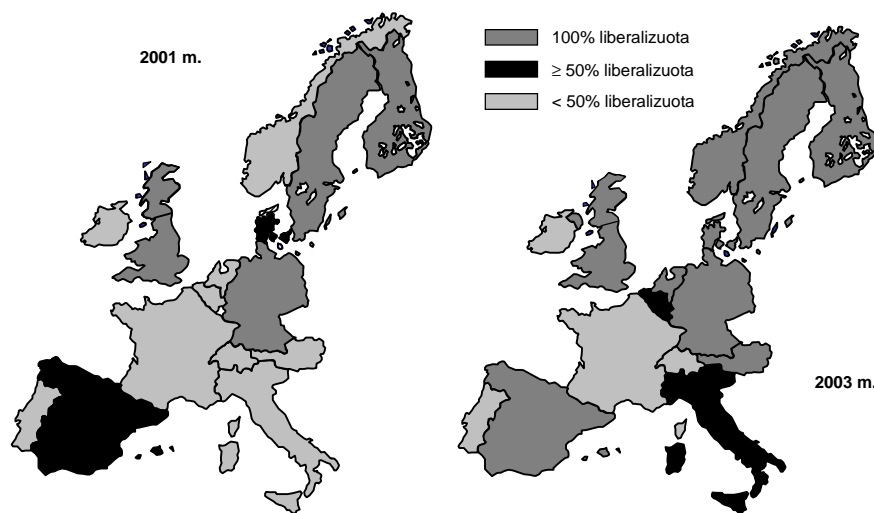 2001 m.
100% liberalizuota
≥ 50% liberalizuota
< 50% liberalizuota
2003 m.